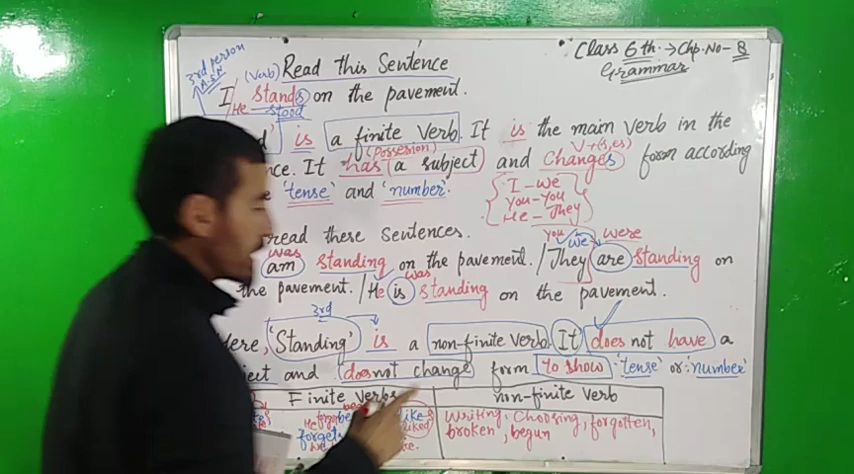 Class 6th → Chp. No- 8
Grammar
3rd person
(Verb) Read this Sentence
I stands on the pavement.
He stood
is a finite verb. It is the main verb in the
(possession) V+(s,es)
It has a subject and changes form according
'tense' and 'number'.
I - We
You - You
He - They
read these Sentences.
was you we were
am standing on the pavement. / They are standing on
was
the pavement. / He is standing on the pavement.
3rd
'Standing' is a non-finite verb. It does not have a
and does not change form to show 'tense' or 'number'
Finite Verbs non-finite verb
forgets like
liked
Writing, Choosing, forgotten,
broken, begun